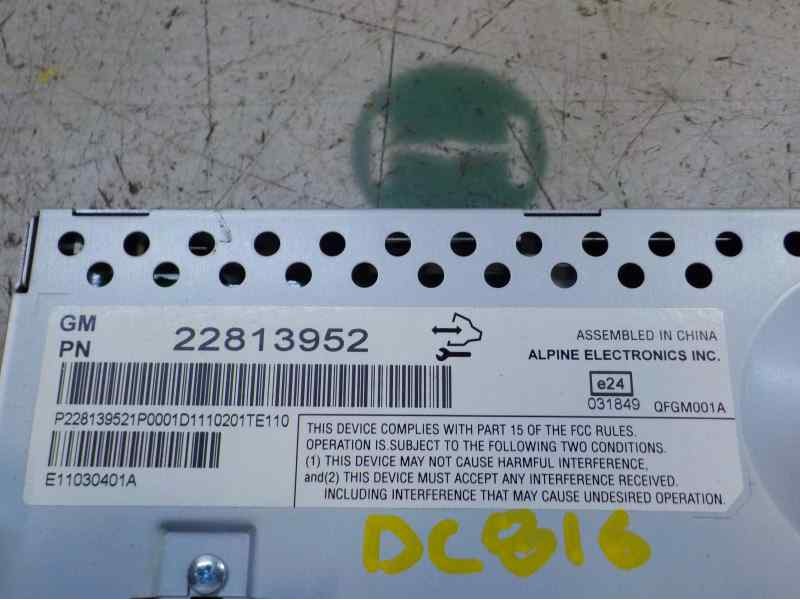 GM
PN
22813952
ASSEMBLED IN CHINA
ALPINE ELECTRONICS INC.
e24
031849 QFGM001A
P228139521P0001D1110201TE110
E11030401A
THIS DEVICE COMPLIES WITH PART 15 OF THE FCC RULES.
OPERATION IS SUBJECT TO THE FOLLOWING TWO CONDITIONS.
(1) THIS DEVICE MAY NOT CAUSE HARMFUL INTERFERENCE,
and(2) THIS DEVICE MUST ACCEPT ANY INTERFERENCE RECEIVED.
INCLUDING INTERFERENCE THAT MAY CAUSE UNDESIRED OPERATION.
DC816